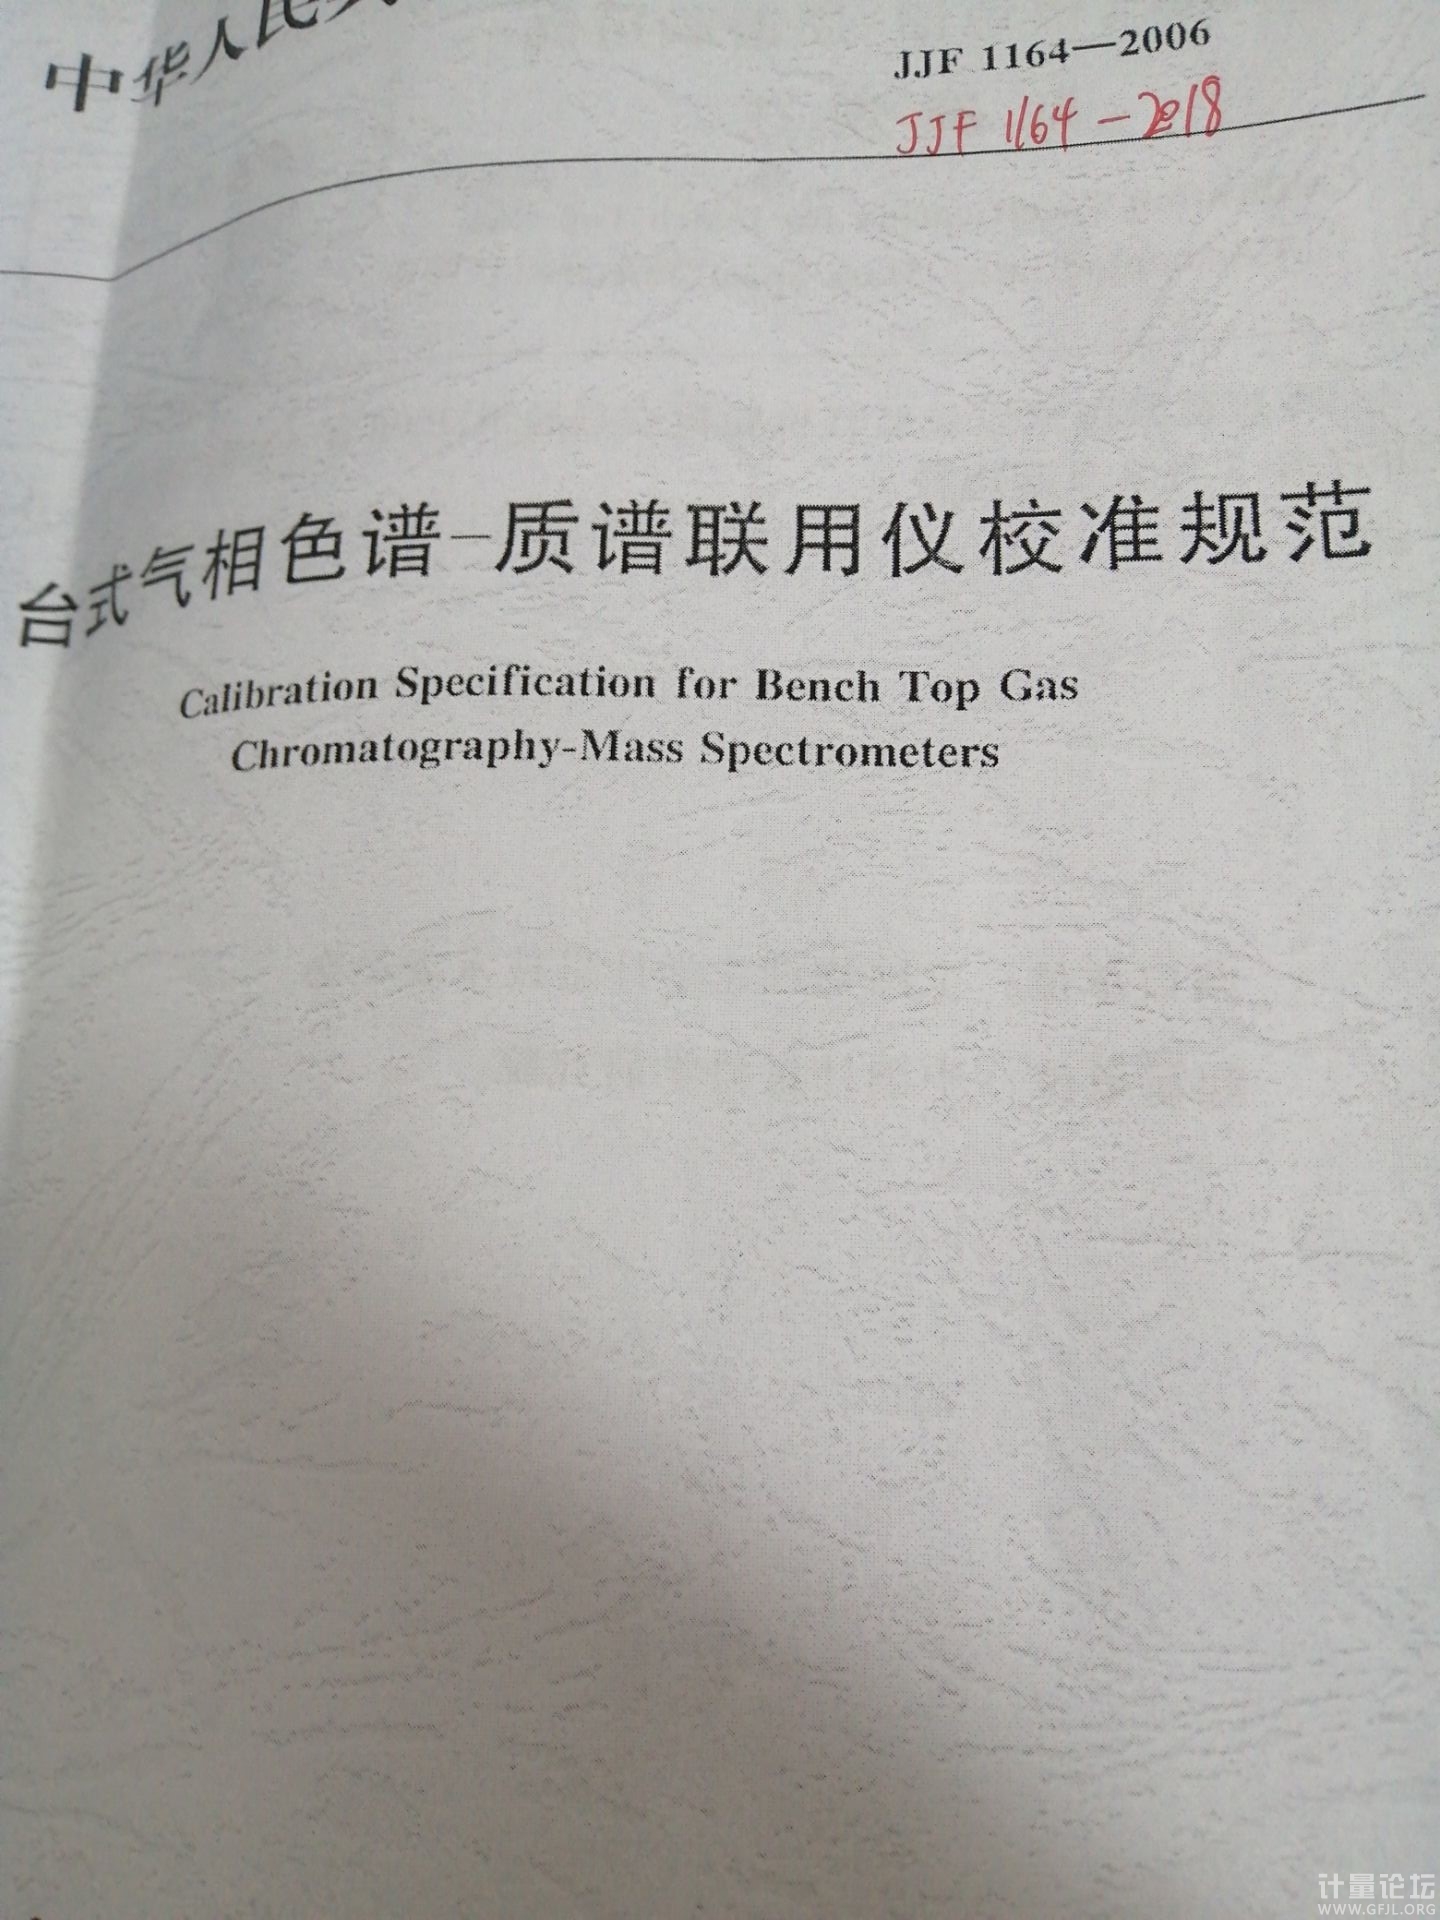 中华人民
JJF 1164—2006
JJF 1164-2018
台式气相色谱-质谱联用仪校准规范
Calibration Specification for Bench Top Gas
Chromatography-Mass Spectrometers
计量论坛
WWW.GFJL.ORG